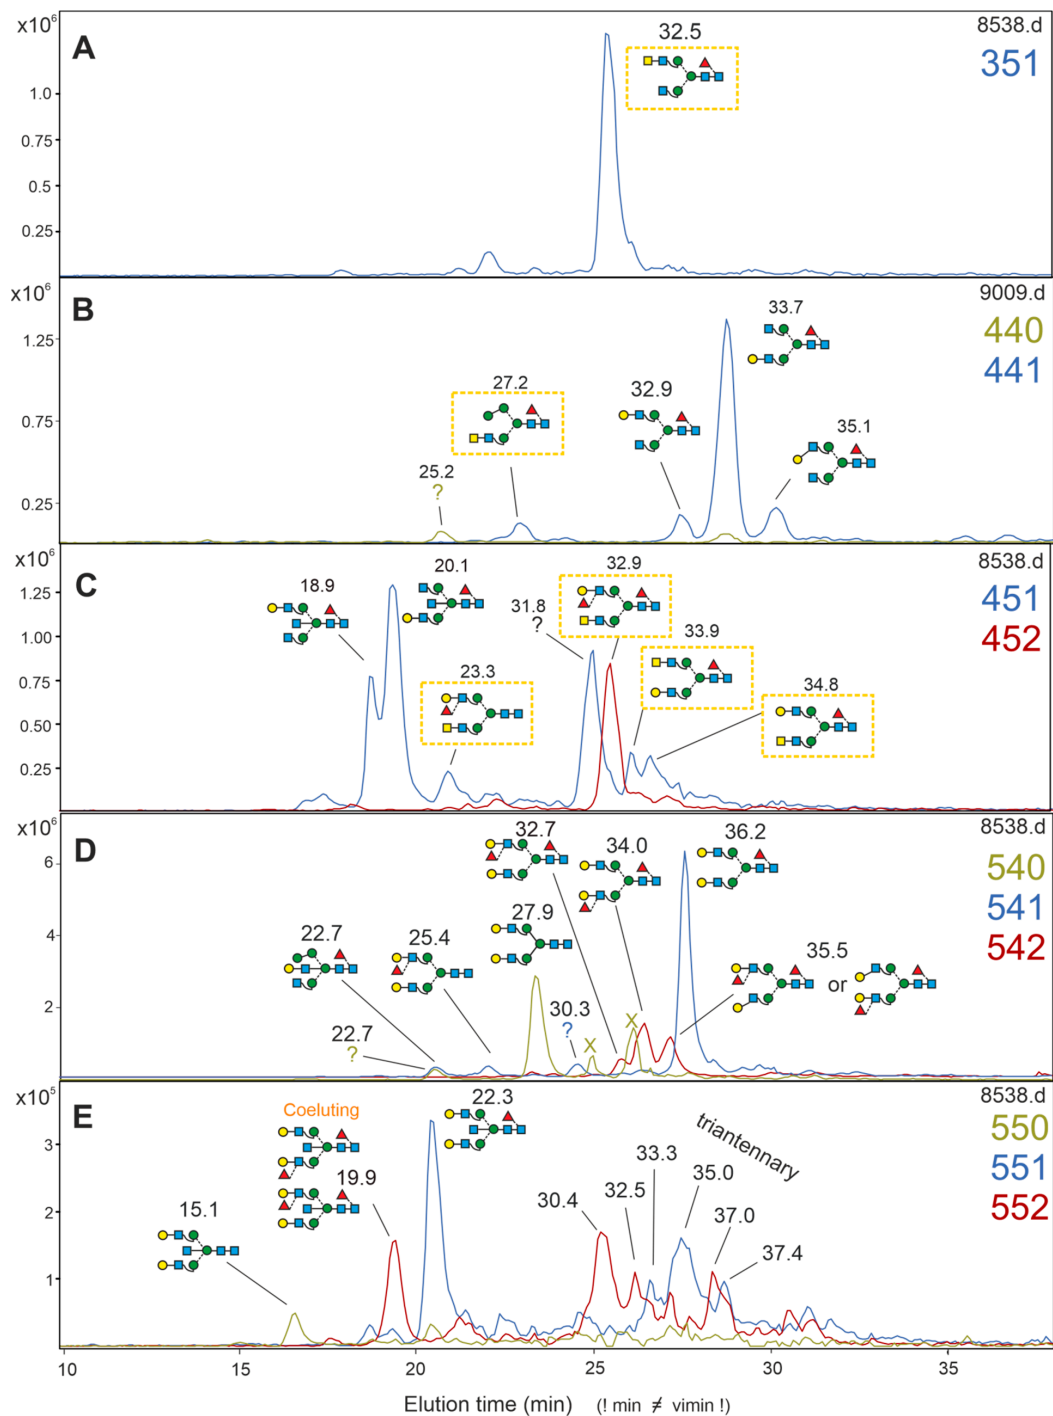 x10⁶
A
32.5
8538.d
351
1.0
0.75
0.5
0.25
x10⁶
B
33.7
9009.d
440
441
1.25
27.2
32.9
35.1
0.75
25.2
?
0.25
x10⁶
C
18.9
20.1
32.9
8538.d
451
452
1.25
31.8
?
1.00
33.9
0.75
23.3
34.8
0.50
0.25
x10⁶
D
32.7
34.0
36.2
8538.d
540
541
542
6
4
27.9
22.7
25.4
35.5
or
2
30.3
?
X
X
22.7
?
x10⁵
E
Coeluting
22.3
8538.d
550
551
552
triantennary
3
19.9
33.3
35.0
15.1
30.4
32.5
2
37.0
37.4
1
10 15 20 25 30 35
Elution time (min) (! min ≠ vimin !)